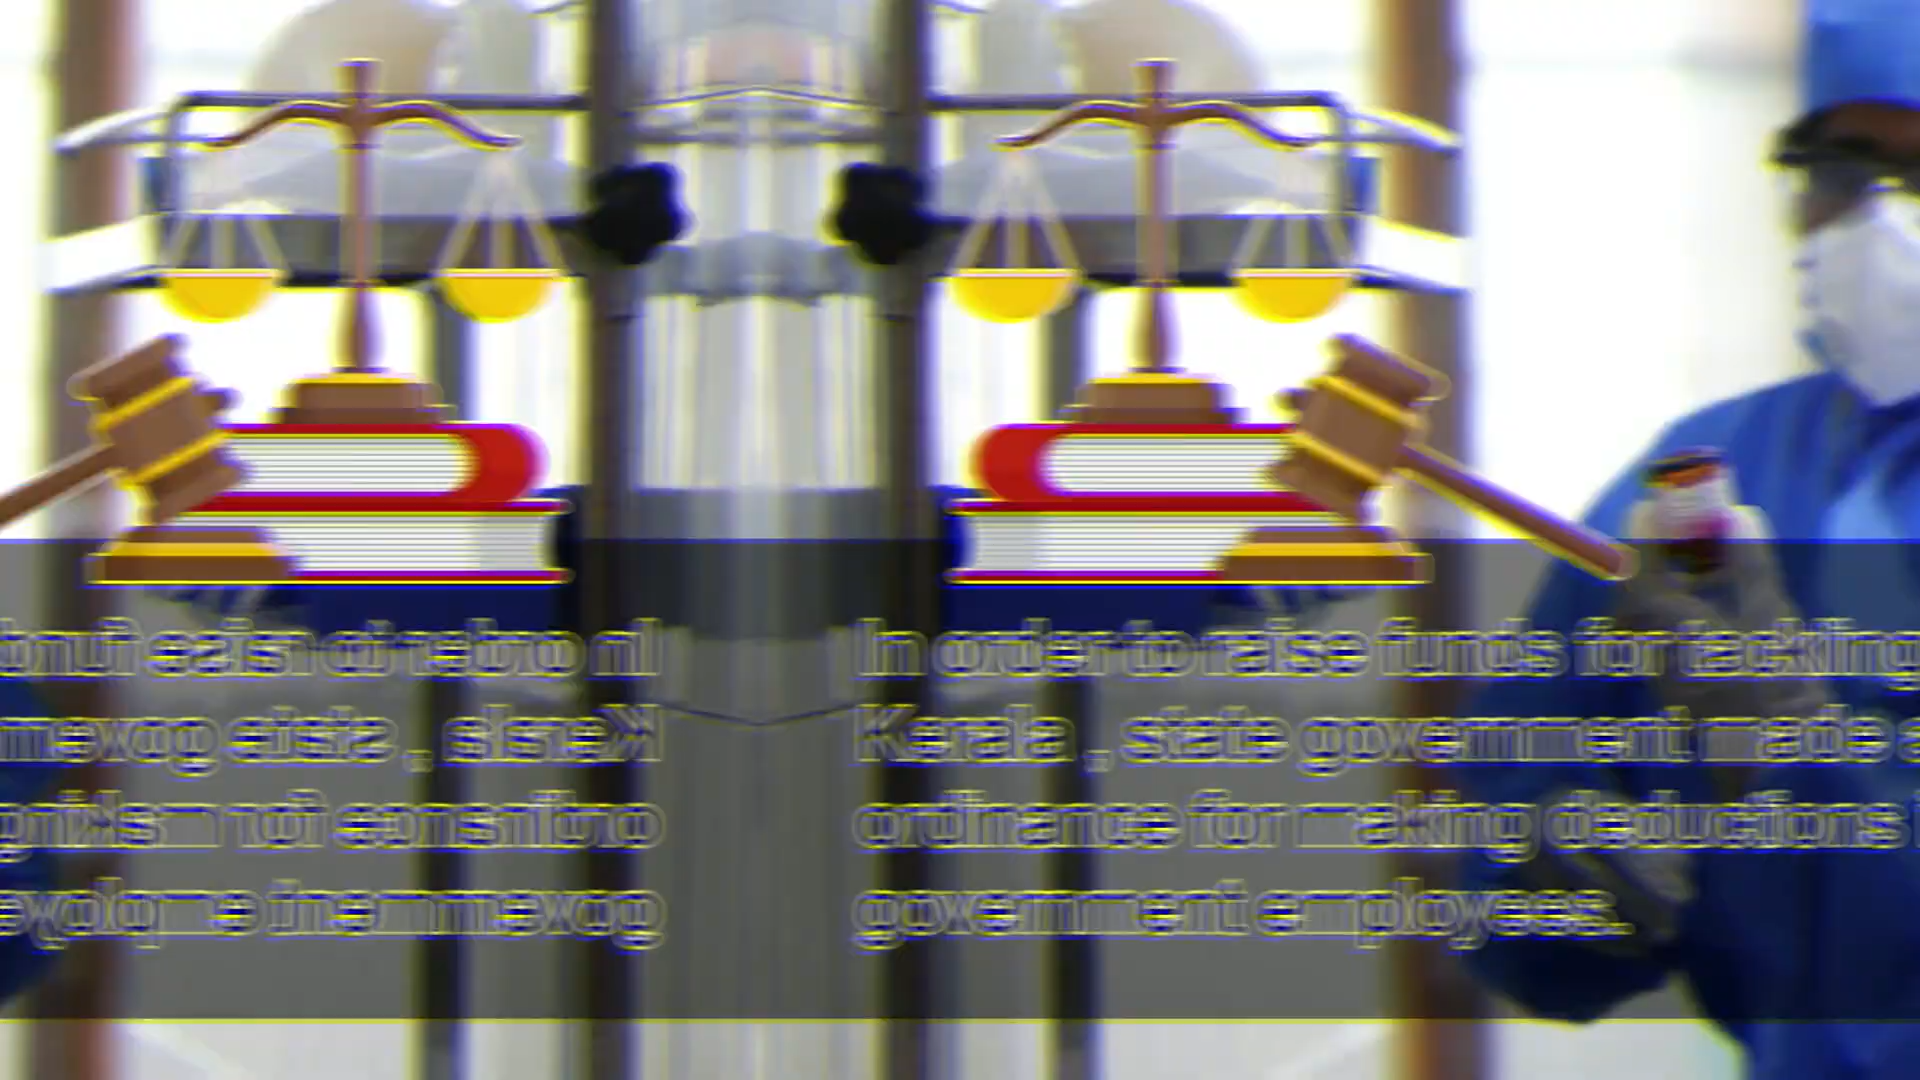 In order to raise funds for tackling
Kerala , state government made a
ordinance for making deductions
government employees.